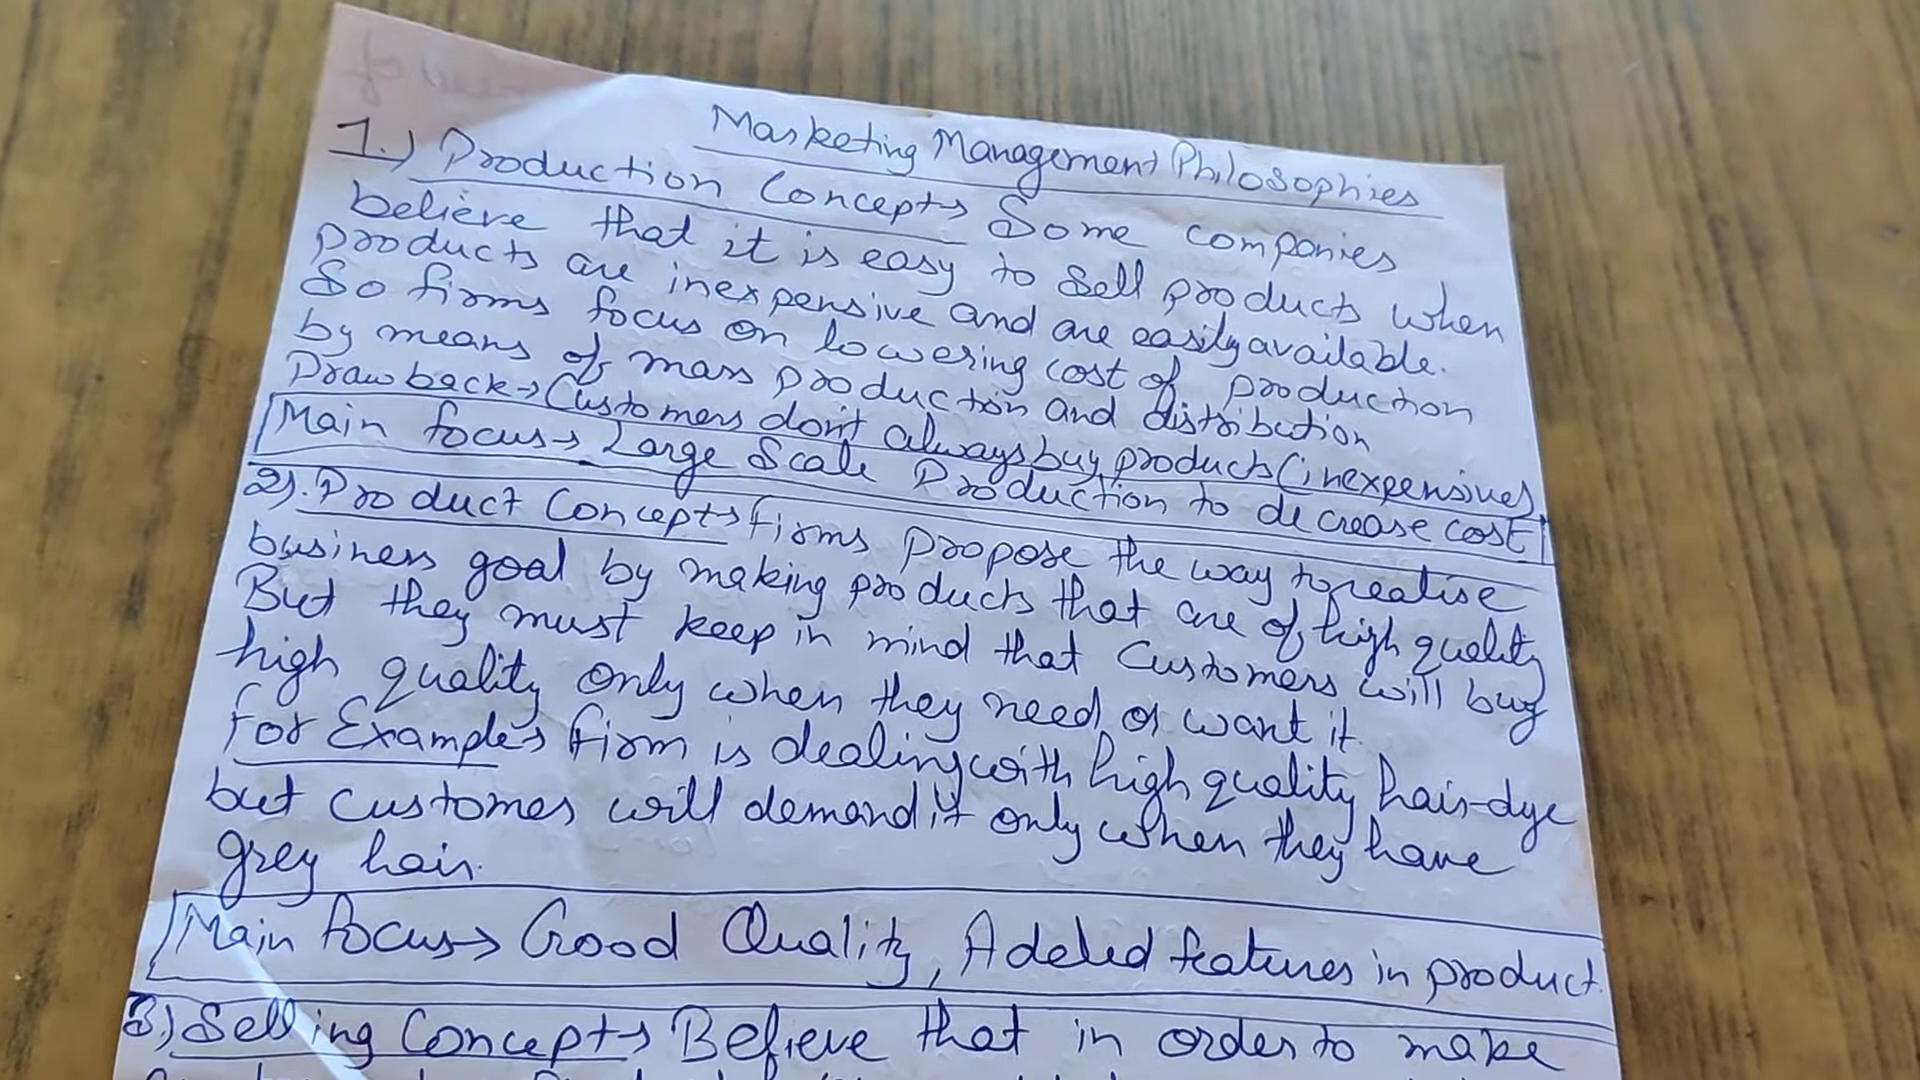 Marketing Management Philosophies
1.) Production Concept→ Some companies
believe that it is easy to sell products when
products are inexpensive and are easily available.
So firms focus on lowering cost of production
by means of mass production and distribution
Drawback→Customers don't always buy products (inexpensive)
Main focus→ Large Scale Production to decrease cost
2). Product Concept→ firms propose the way to realise
business goal by making products that are of high quality
But they must keep in mind that customers will buy
high quality only when they need or want it.
For Example→ firm is dealing with high quality hair-dye
but customers will demand it only when they have
grey hair.
Main focus→ Good Quality, Added features in product.
3.) Selling Concept→ Believe that in order to make